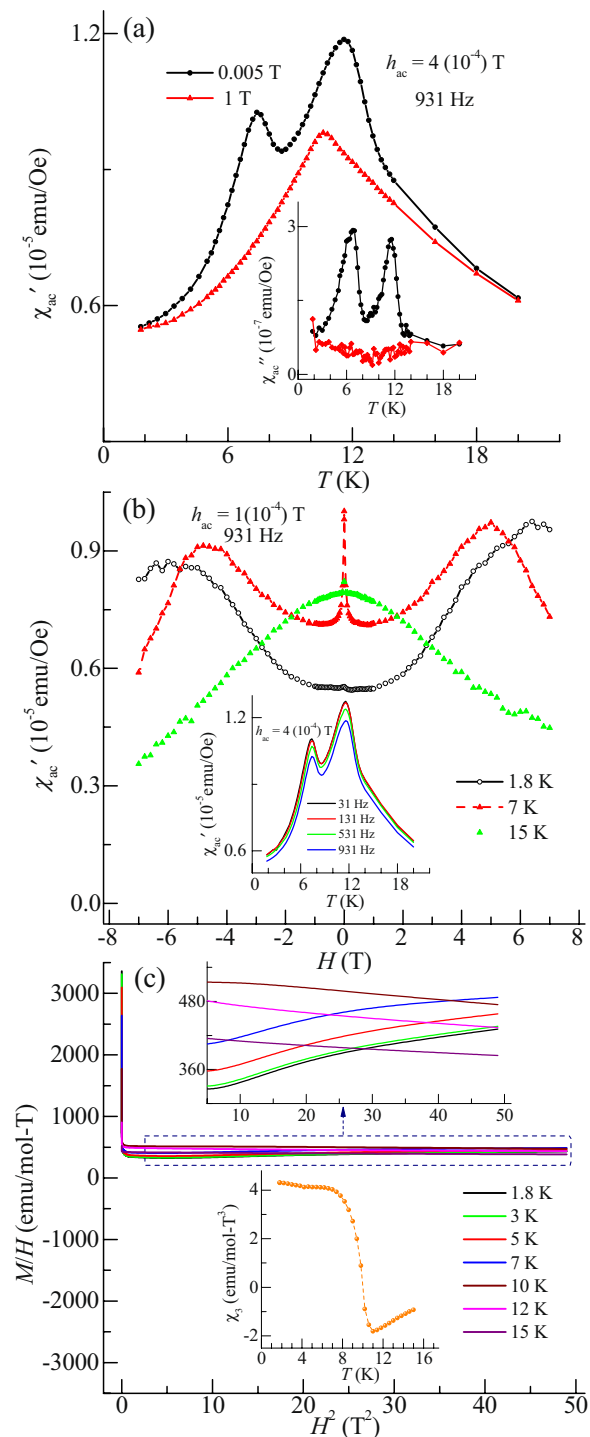 (a)
h_ac = 4 (10^-4) T
931 Hz
0.005 T
1 T
1.2
0.6
χ_ac′ (10^-5 emu/Oe)
3
0
χ_ac″ (10^-7 emu/Oe)
0 6 12 18
T (K)
0 6 12 18
T (K)
(b)
h_ac = 1(10^-4) T
931 Hz
0.9
0.6
0.3
0.0
χ_ac′ (10^-5 emu/Oe)
h_ac = 4 (10^-4) T
1.2
0.6
χ_ac′ (10^-5 emu/Oe)
31 Hz
131 Hz
531 Hz
931 Hz
0 6 12 18
T (K)
1.8 K
7 K
15 K
-8 -6 -4 -2 0 2 4 6 8
H (T)
(c)
3000
2000
1000
0
-1000
-2000
-3000
M/H (emu/mol-T)
480
360
10 20 30 40 50
χ_3 (emu/mol-T^3)
4
2
0
-2
0 4 8 12 16
T (K)
1.8 K
3 K
5 K
7 K
10 K
12 K
15 K
0 10 20 30 40 50
H^2 (T^2)